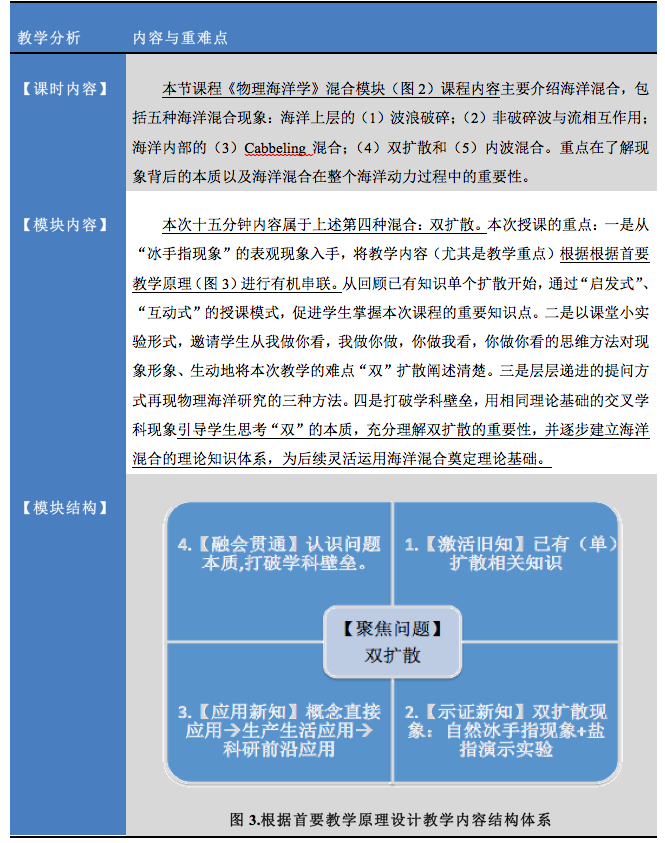 教学分析 内容与重难点
【课时内容】 本节课程《物理海洋学》混合模块（图 2）课程内容主要介绍海洋混合，包
括五种海洋混合现象：海洋上层的（1）波浪破碎；（2）非破碎波与流相互作用；
海洋内部的（3）Cabbeling 混合；（4）双扩散和（5）内波混合。重点在了解现
象背后的本质以及海洋混合在整个海洋动力过程中的重要性。
【模块内容】 本次十五分钟内容属于上述第四种混合：双扩散。本次授课的重点：一是从
“冰手指现象”的表观现象入手，将教学内容（尤其是教学重点）根据根据首要
教学原理（图 3）进行有机串联。从回顾已有知识单个扩散开始，通过“启发式”、
“互动式”的授课模式，促进学生掌握本次课程的重要知识点。二是以课堂小实
验形式，邀请学生从我做你看，我做你做，你做我看，你做你看的思维方法对现
象形象、生动地将本次教学的难点“双”扩散阐述清楚。三是层层递进的提问方
式再现物理海洋研究的三种方法。四是打破学科壁垒，用相同理论基础的交叉学
科现象引导学生思考“双”的本质，充分理解双扩散的重要性，并逐步建立海洋
混合的理论知识体系，为后续灵活运用海洋混合奠定理论基础。
【模块结构】
4.【融会贯通】认识问题
本质,打破学科壁垒。
1.【激活旧知】已有（单）
扩散相关知识
【聚焦问题】
双扩散
3.【应用新知】概念直接
应用→生产生活应用→
科研前沿应用
2.【示证新知】双扩散现
象：自然冰手指现象+盐
指演示实验
图 3.根据首要教学原理设计教学内容结构体系